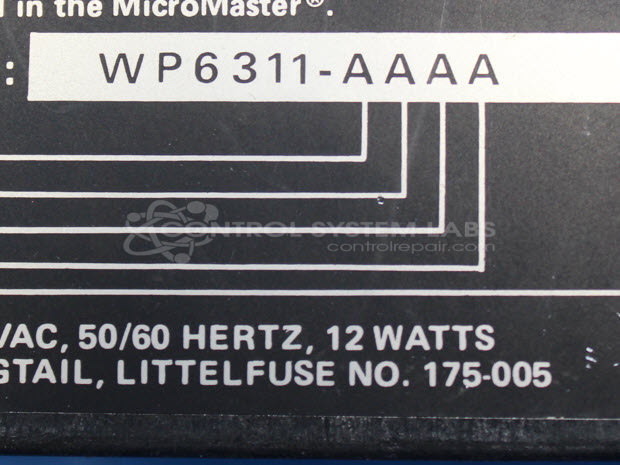 in the MicroMaster®.
: WP6311-AAAA
CONTROL SYSTEM LABS
controlrepair.com
VAC, 50/60 HERTZ, 12 WATTS
GTAIL, LITTELFUSE NO. 175-005